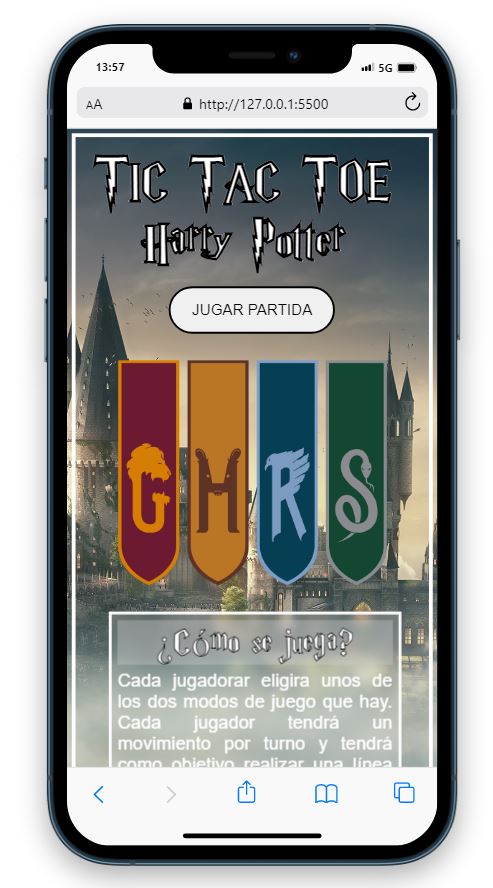 13:57
5G
AA
http://127.0.0.1:5500
TIC TAC TOE
Harry Potter
JUGAR PARTIDA
G H R S
¿Cómo se juega?
Cada jugadorar eligira unos de
los dos modos de juego que hay.
Cada jugador tendrá un
movimiento por turno y tendrá
como objetivo realizar una línea